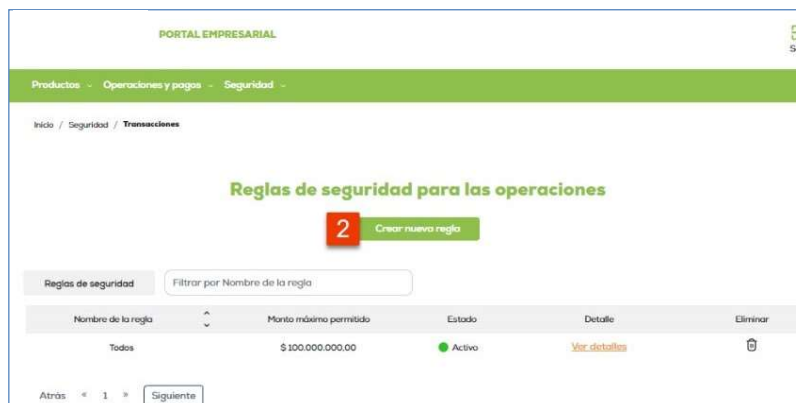 PORTAL EMPRESARIAL
S
Productos Operaciones y pagos Seguridad
Inicio / Seguridad / Transacciones
Reglas de seguridad para las operaciones
2 Crear nueva regla
Reglas de seguridad Filtrar por Nombre de la regla
Nombre de la regla Monto máximo permitido Estado Detalle Eliminar
Todos $ 100.000.000,00 Activo Ver detalles
Atrás « 1 » Siguiente